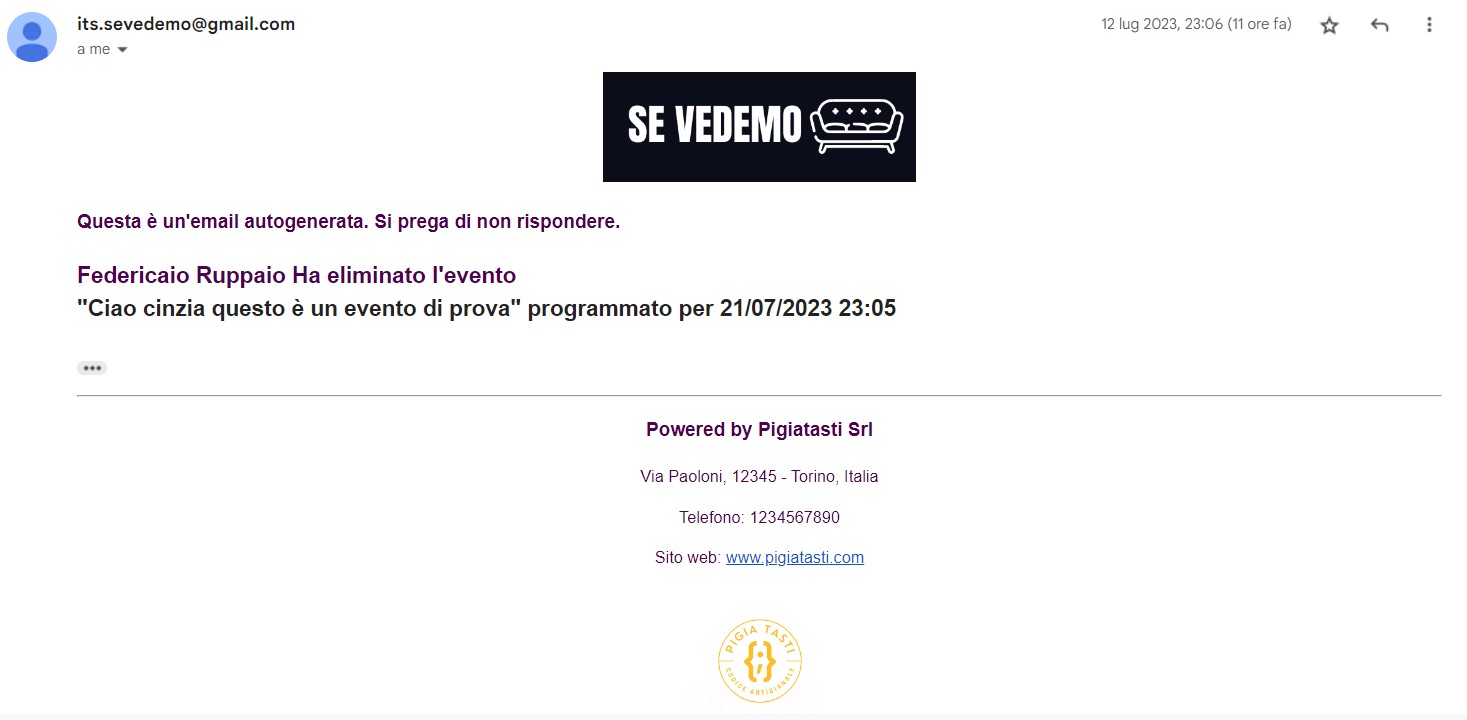 its.sevedemo@gmail.com
12 lug 2023, 23:06 (11 ore fa)
a me
SE VEDEMO
Questa è un'email autogenerata. Si prega di non rispondere.
Federicaio Ruppaio Ha eliminato l'evento
"Ciao cinzia questo è un evento di prova" programmato per 21/07/2023 23:05
Powered by Pigiatasti Srl
Via Paoloni, 12345 - Torino, Italia
Telefono: 1234567890
Sito web: www.pigiatasti.com
PIGIA TASTI
{;}
CODICE ARTIGIANALE